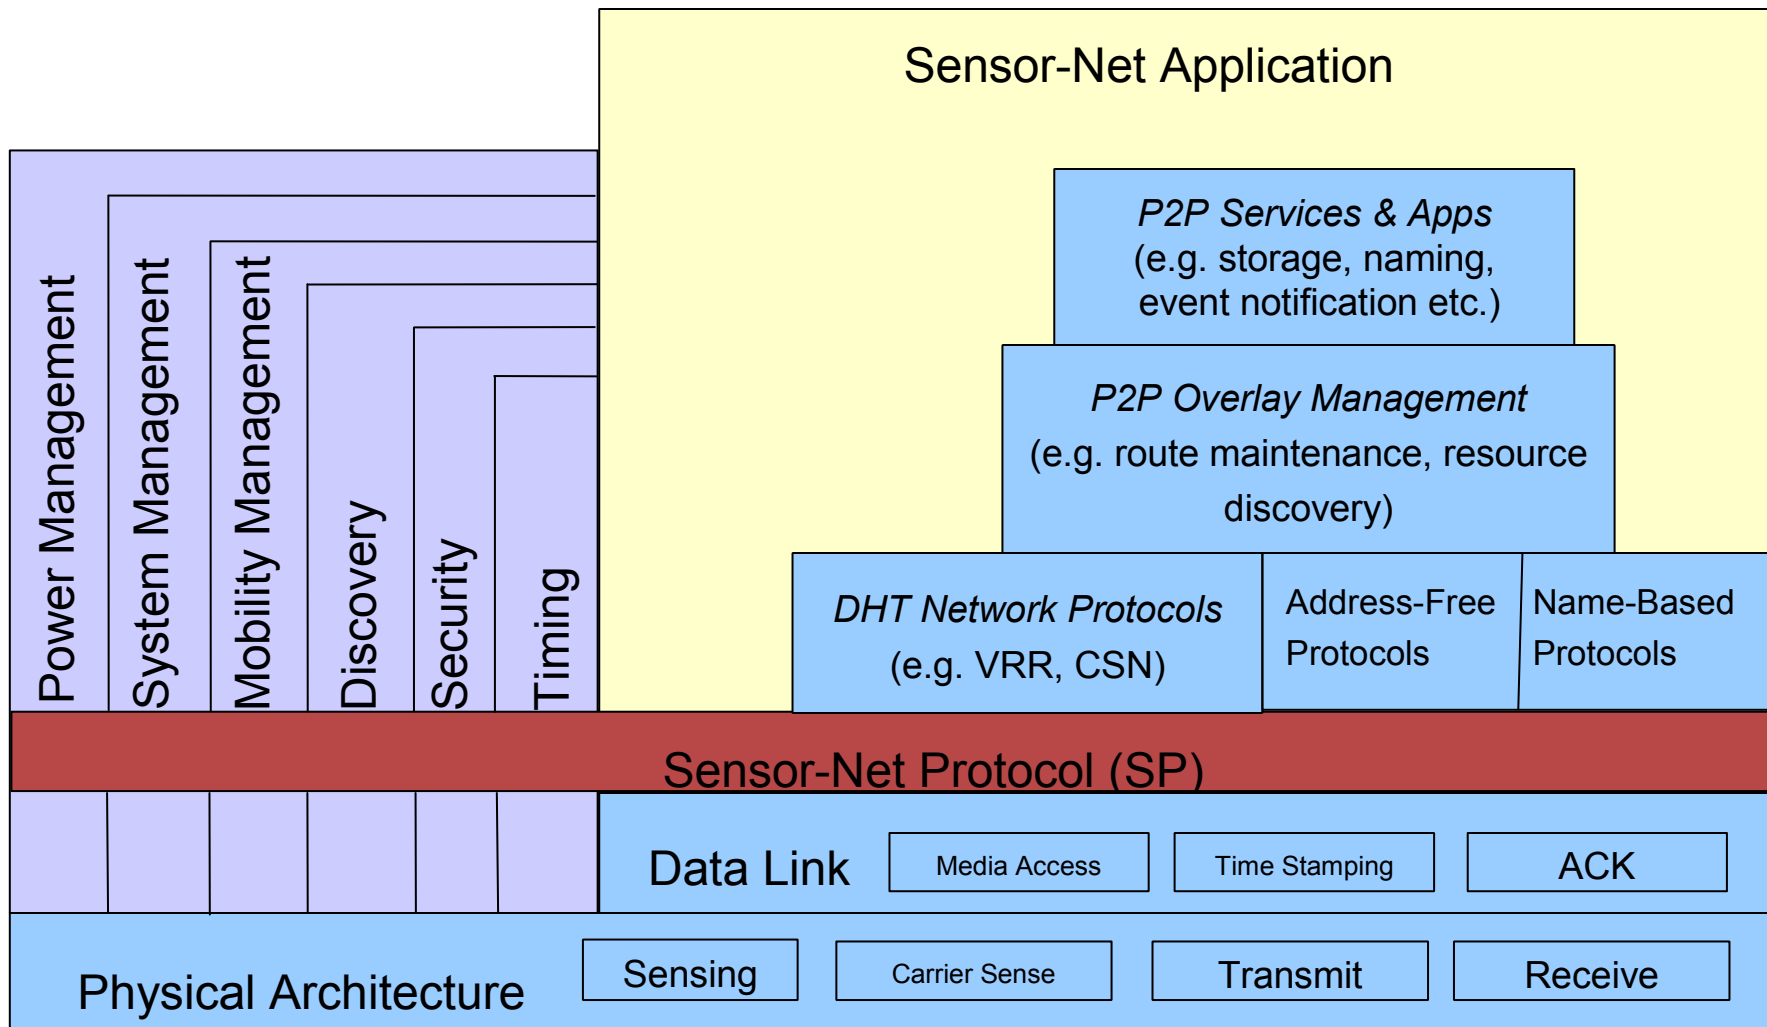 Sensor-Net Application
P2P Services & Apps
(e.g. storage, naming,
event notification etc.)
P2P Overlay Management
(e.g. route maintenance, resource
discovery)
DHT Network Protocols
(e.g. VRR, CSN)
Address-Free
Protocols
Name-Based
Protocols
Power Management
System Management
Mobility Management
Discovery
Security
Timing
Sensor-Net Protocol (SP)
Data Link
Media Access
Time Stamping
ACK
Physical Architecture
Sensing
Carrier Sense
Transmit
Receive